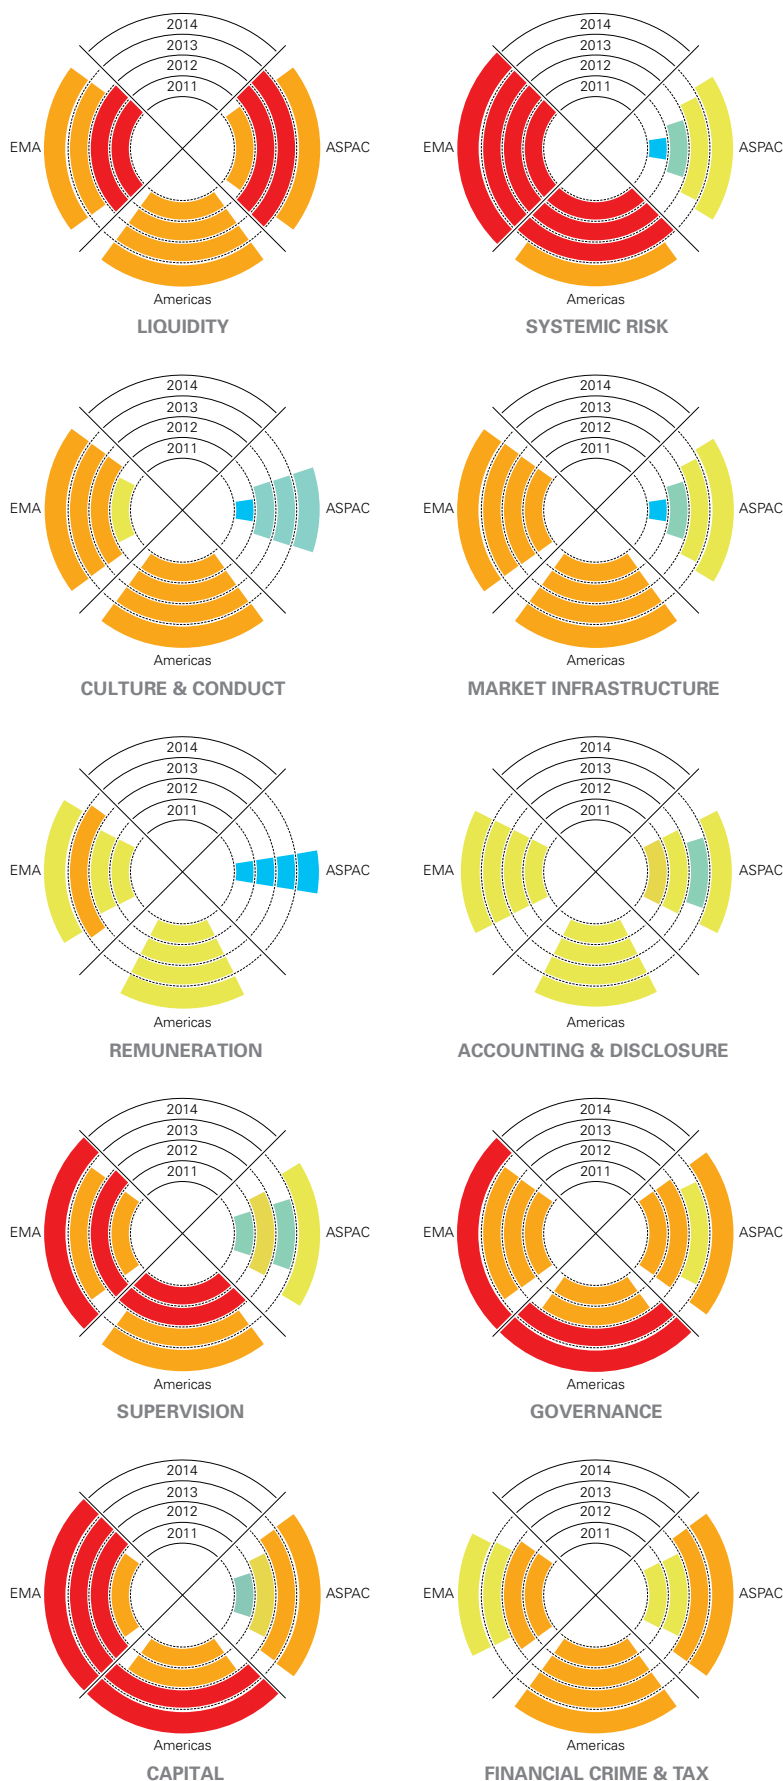 2014
2013
2012
2011
EMA
ASPAC
Americas
LIQUIDITY
2014
2013
2012
2011
EMA
ASPAC
Americas
SYSTEMIC RISK
2014
2013
2012
2011
EMA
ASPAC
Americas
CULTURE & CONDUCT
2014
2013
2012
2011
EMA
ASPAC
Americas
MARKET INFRASTRUCTURE
2014
2013
2012
2011
EMA
ASPAC
Americas
REMUNERATION
2014
2013
2012
2011
EMA
ASPAC
Americas
ACCOUNTING & DISCLOSURE
2014
2013
2012
2011
EMA
ASPAC
Americas
SUPERVISION
2014
2013
2012
2011
EMA
ASPAC
Americas
GOVERNANCE
2014
2013
2012
2011
EMA
ASPAC
Americas
CAPITAL
2014
2013
2012
2011
EMA
ASPAC
Americas
FINANCIAL CRIME & TAX